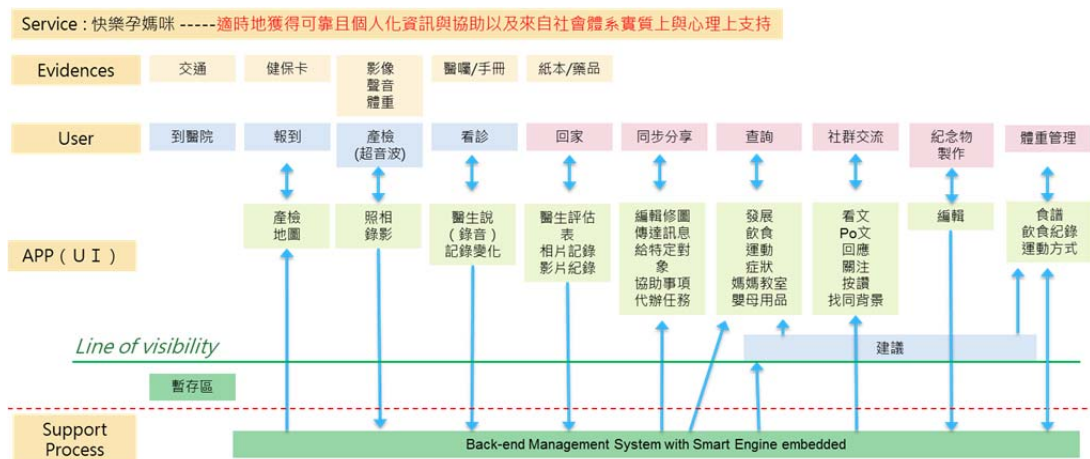 Service : 快樂孕媽咪 -----適時地獲得可靠且個人化資訊與協助以及來自社會體系實質上與心理上支持
Evidences
交通
健保卡
影像
聲音
體重
醫囑/手冊
紙本/藥品
User
到醫院
報到
產檢
(超音波)
看診
回家
同步分享
查詢
社群交流
紀念物
製作
體重管理
APP（ＵＩ）
產檢
地圖
照相
錄影
醫生說
（錄音）
記錄變化
醫生評估
表
相片記錄
影片紀錄
編輯修圖
傳達訊息
給特定對
象
協助事項
代辦任務
發展
飲食
運動
症狀
媽媽教室
嬰母用品
看文
Po文
回應
關注
按讚
找同背景
編輯
食譜
飲食紀錄
運動方式
建議
Line of visibility
暫存區
Support
Process
Back-end Management System with Smart Engine embedded